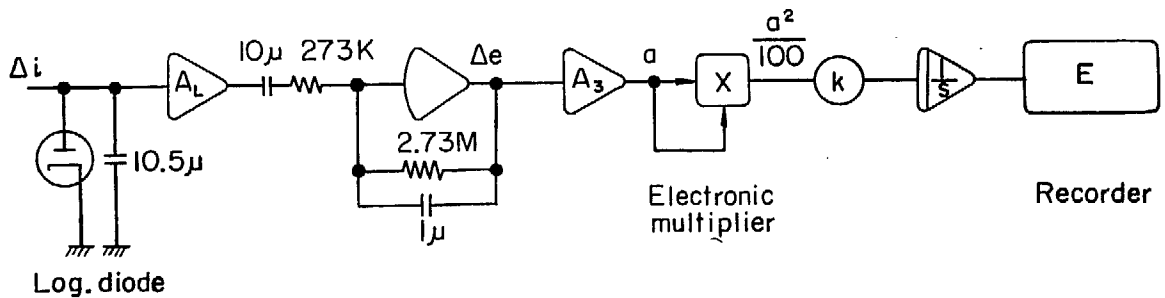 Δi
A_L
10μ 273K
Δe
2.73M
1μ
10.5μ
Log. diode
A_3
a
X
a²/100
k
1/s
E
Electronic
multiplier
Recorder